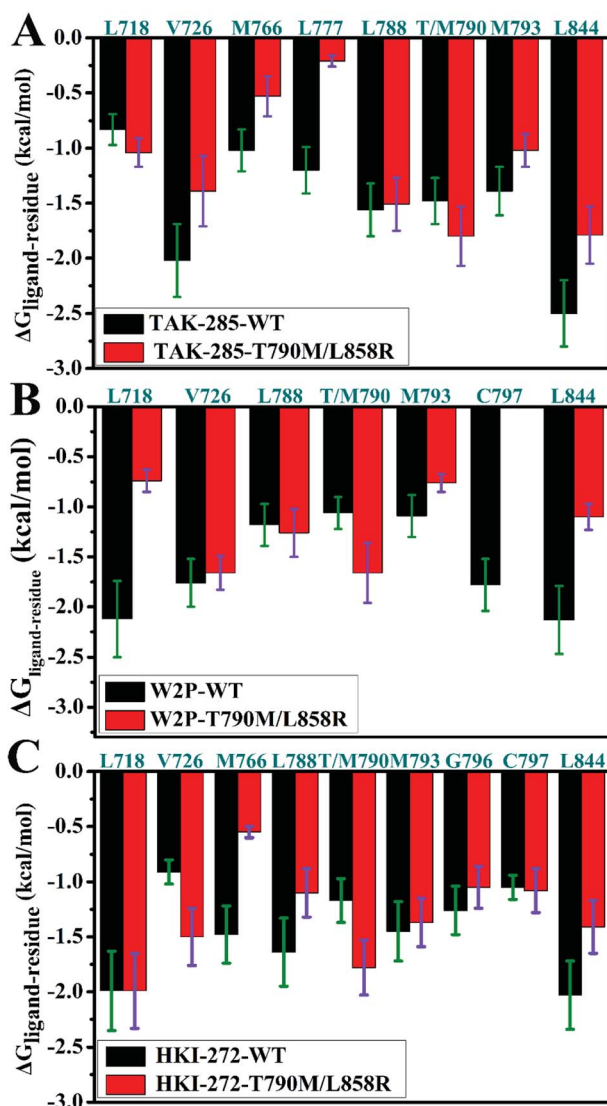 A
L718 V726 M766 L777 L788 T/M790 M793 L844
ΔGligand-residue (kcal/mol)
0.0
-0.5
-1.0
-1.5
-2.0
-2.5
-3.0
TAK-285-WT
TAK-285-T790M/L858R
B
L718 V726 L788 T/M790 M793 C797 L844
ΔGligand-residue (kcal/mol)
0.0
-0.5
-1.0
-1.5
-2.0
-2.5
-3.0
W2P-WT
W2P-T790M/L858R
C
L718 V726 M766 L788 T/M790 M793 G796 C797 L844
ΔGligand-residue (kcal/mol)
0.0
-0.5
-1.0
-1.5
-2.0
-2.5
-3.0
HKI-272-WT
HKI-272-T790M/L858R